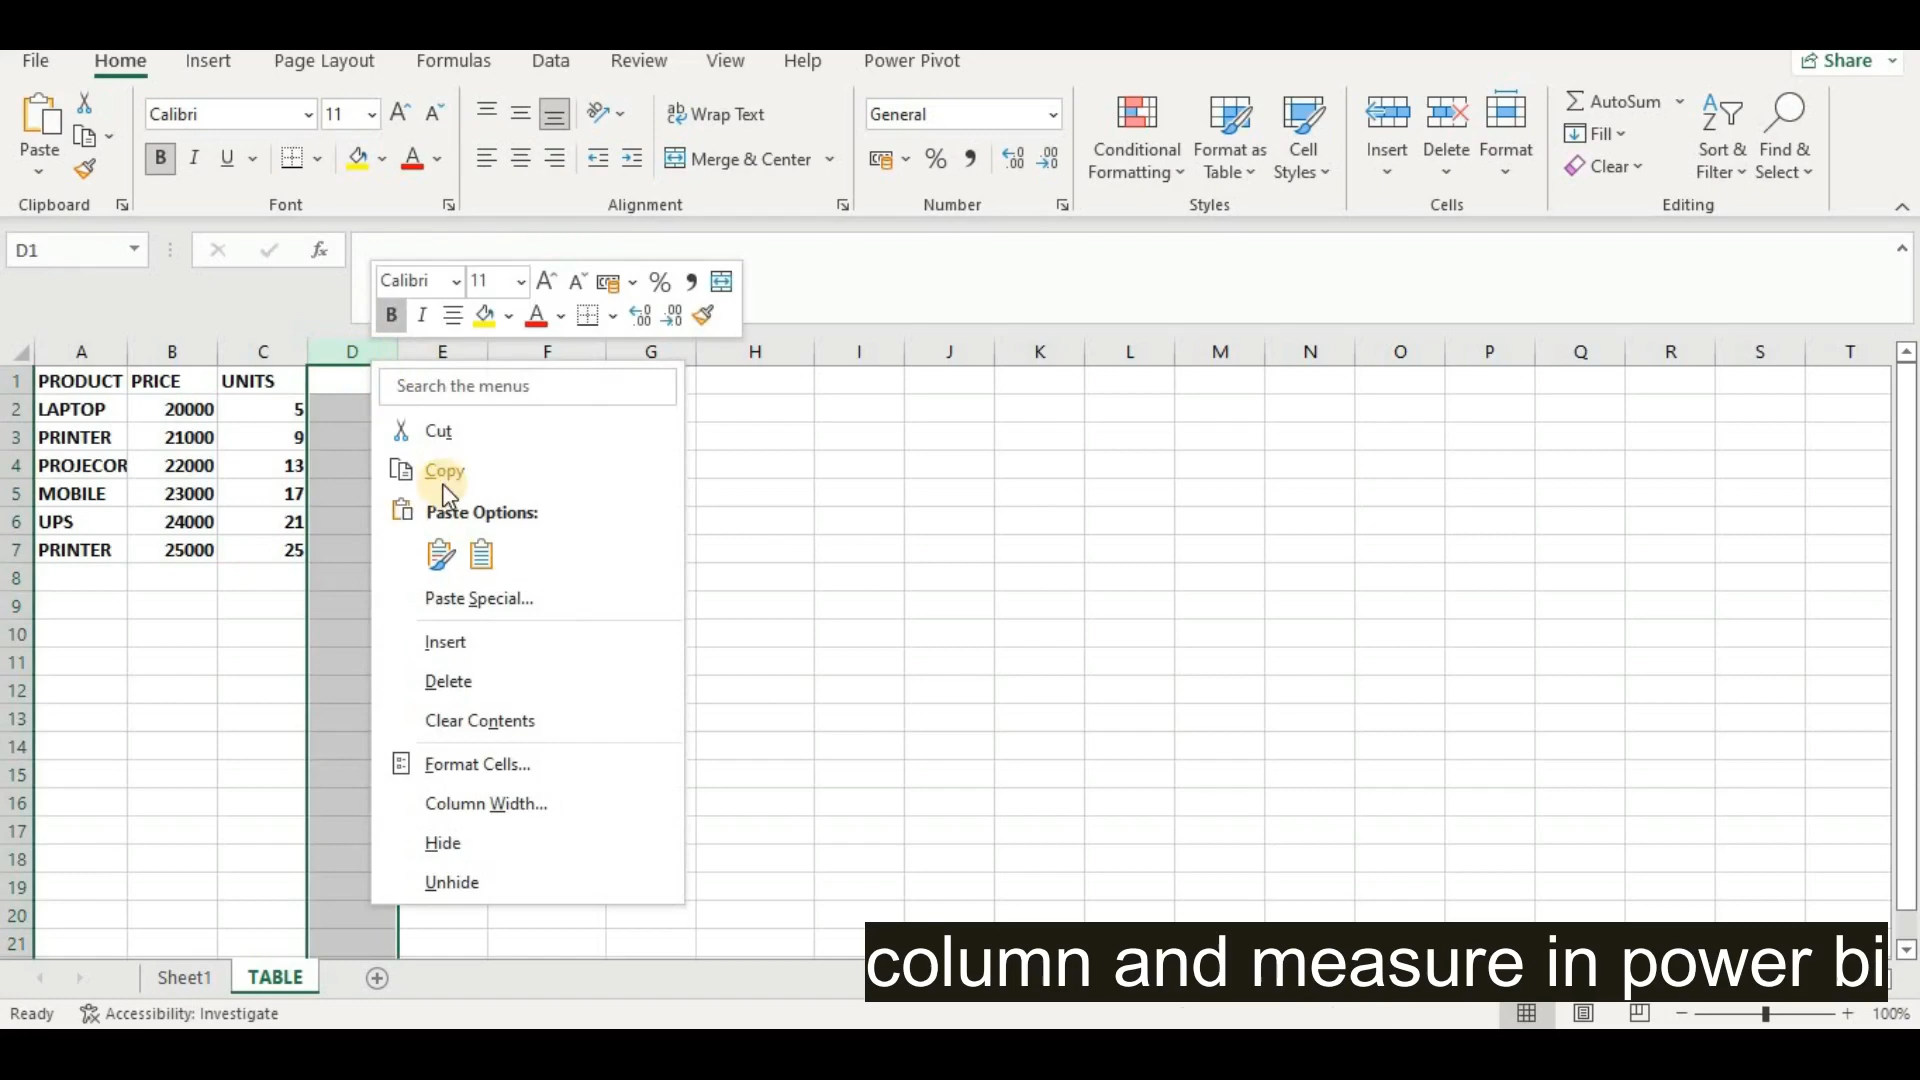 File Home Insert Page Layout Formulas Data Review View Help Power Pivot Share
Paste
Clipboard
Calibri 11
B I U
Font
Wrap Text
Merge & Center
Alignment
General
% ,
Number
Conditional Formatting
Format as Table
Cell Styles
Styles
Insert
Delete
Format
Cells
AutoSum
Fill
Clear
Sort & Filter
Find & Select
Editing
D1
fx
Calibri 11
% ,
B I
A B C D E F G H I J K L M N O P Q R S T
1 PRODUCT PRICE UNITS
2 LAPTOP 20000 5
3 PRINTER 21000 9
4 PROJECOR 22000 13
5 MOBILE 23000 17
6 UPS 24000 21
7 PRINTER 25000 25
8
9
10
11
12
13
14
15
16
17
18
19
20
21
Search the menus
Cut
Copy
Paste Options:
Paste Special...
Insert
Delete
Clear Contents
Format Cells...
Column Width...
Hide
Unhide
column and measure in power bi
Sheet1 TABLE
Ready Accessibility: Investigate 100%